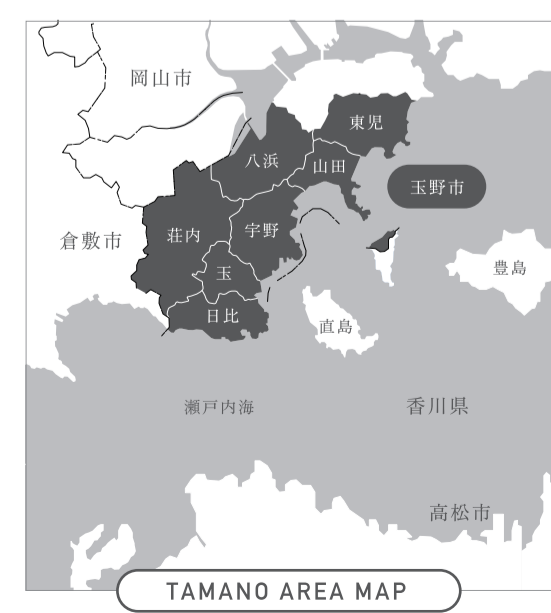 岡山市
東児
八浜
山田
玉野市
荘内
宇野
倉敷市
玉
豊島
日比
直島
瀬戸内海
香川県
高松市
TAMANO AREA MAP